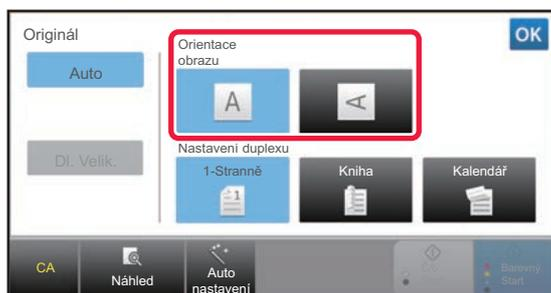 Originál
OK
Auto
Dl. Velik.
Orientace
obrazu
A
A
Nastavení duplexu
1-Stranně
1
Kniha
Kalendář
CA
Náhled
Auto
nastavení
Barevný
Start